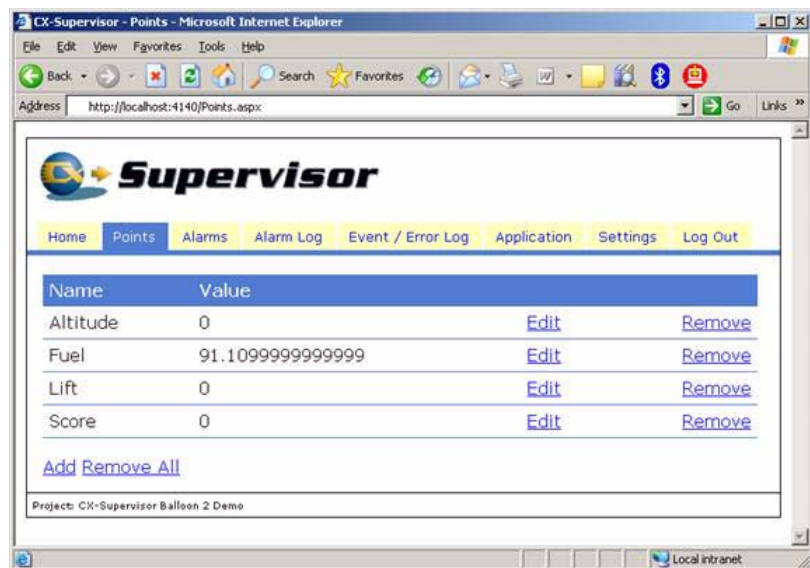 CX-Supervisor - Points - Microsoft Internet Explorer
File Edit View Favorites Tools Help
Back Search Favorites
Address http://localhost:4140/Points.aspx Go Links »
CX Supervisor
Home Points Alarms Alarm Log Event / Error Log Application Settings Log Out
Name Value
Altitude 0 Edit Remove
Fuel 91.1099999999999 Edit Remove
Lift 0 Edit Remove
Score 0 Edit Remove
Add Remove All
Project: CX-Supervisor Balloon 2 Demo
Local intranet